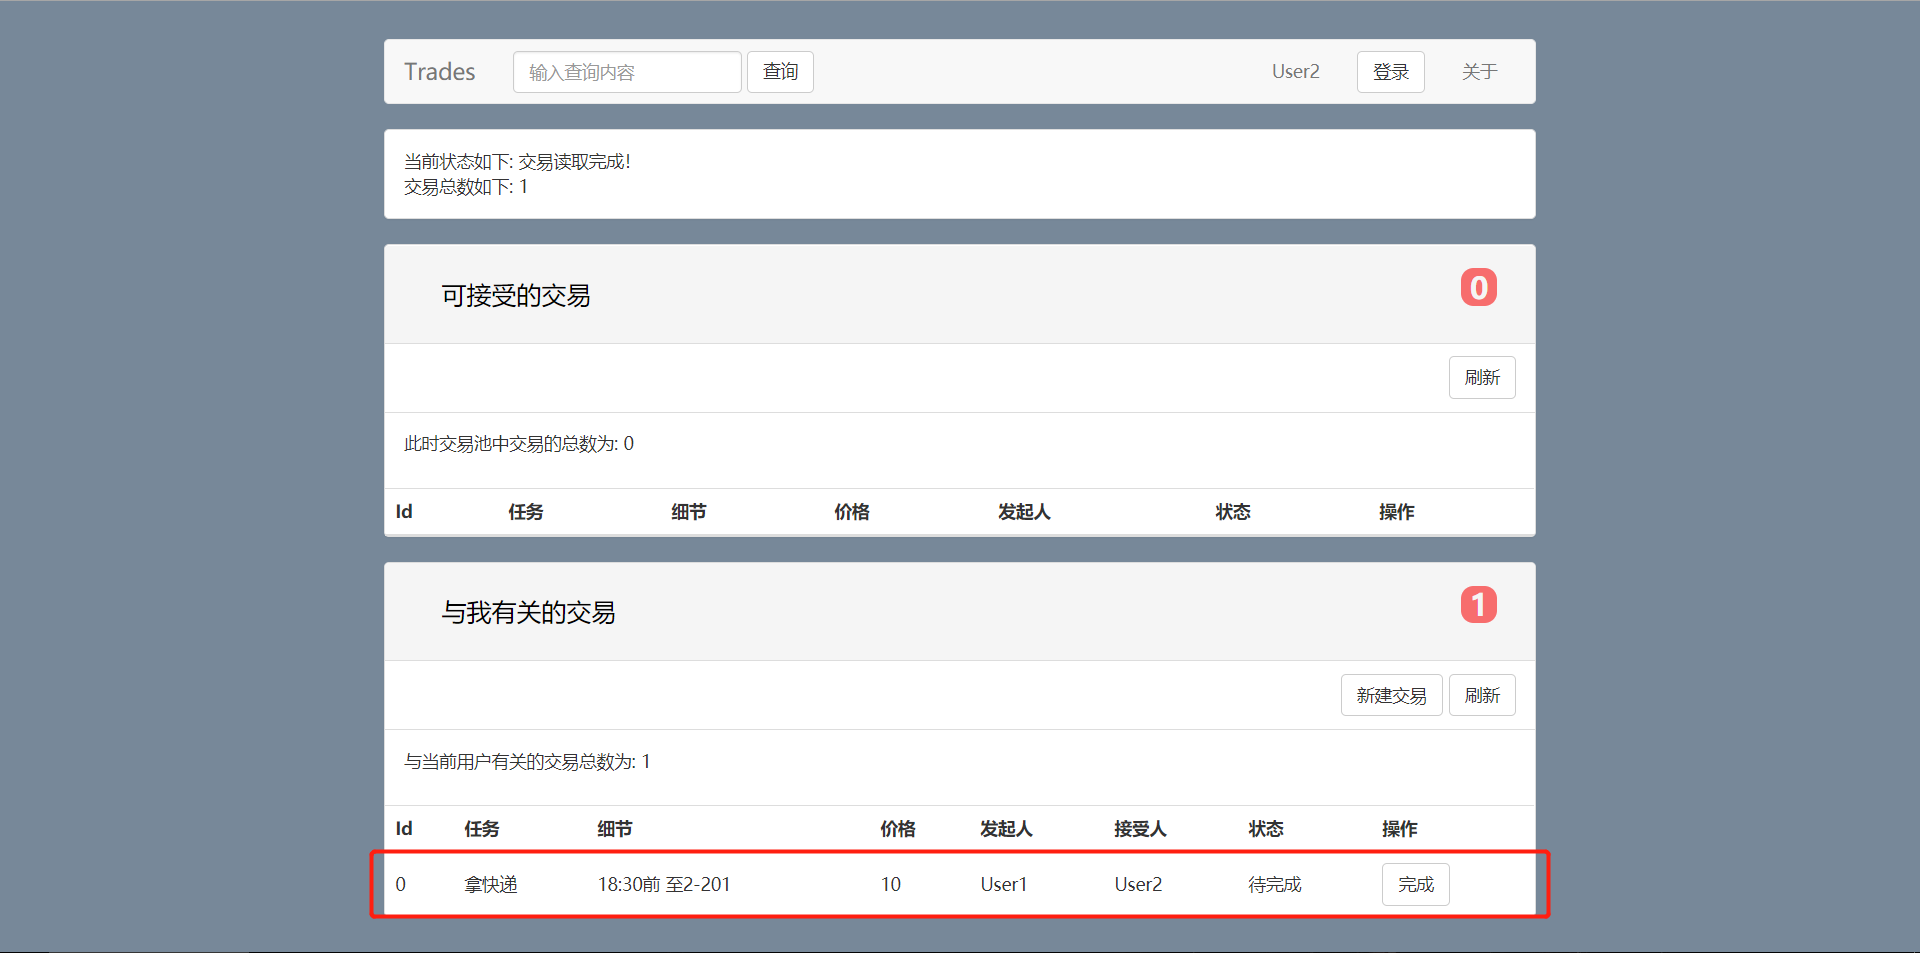 Trades 输入查询内容 查询 User2 登录 关于
当前状态如下: 交易读取完成!
交易总数如下: 1
可接受的交易 0
刷新
此时交易池中交易的总数为: 0
Id 任务 细节 价格 发起人 状态 操作
与我有关的交易 1
新建交易 刷新
与当前用户有关的交易总数为: 1
Id 任务 细节 价格 发起人 接受人 状态 操作
0 拿快递 18:30前 至2-201 10 User1 User2 待完成 完成